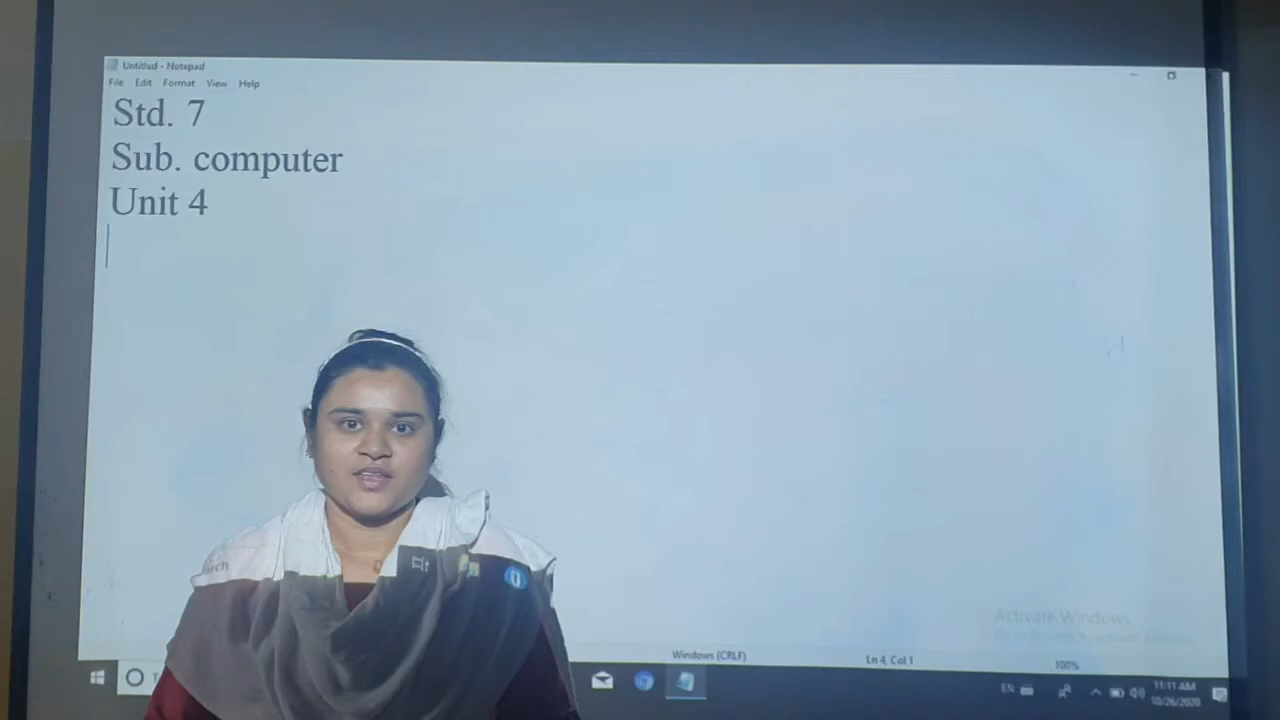 Untitled - Notepad
File Edit Format View Help
Std. 7
Sub. computer
Unit 4
Activate Windows
Windows (CRLF) Ln 4, Col 1 100%
EN
11:11 AM
10/26/2020